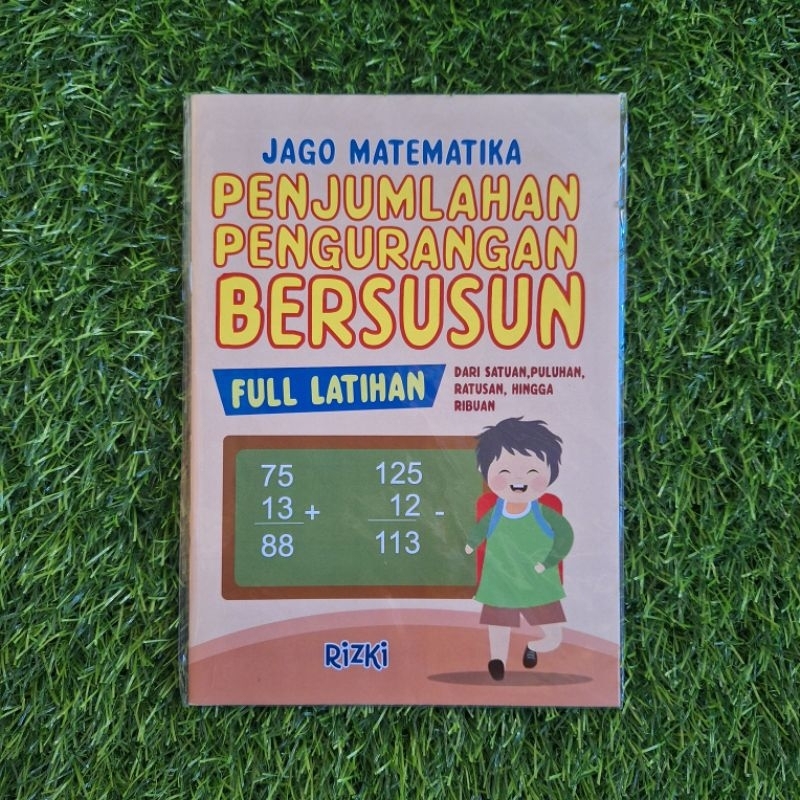 JAGO MATEMATIKA
PENJUMLAHAN
PENGURANGAN
BERSUSUN
FULL LATIHAN
DARI SATUAN,PULUHAN,
RATUSAN, HINGGA
RIBUAN
75 125
13 + 12 -
88 113
RiZKi